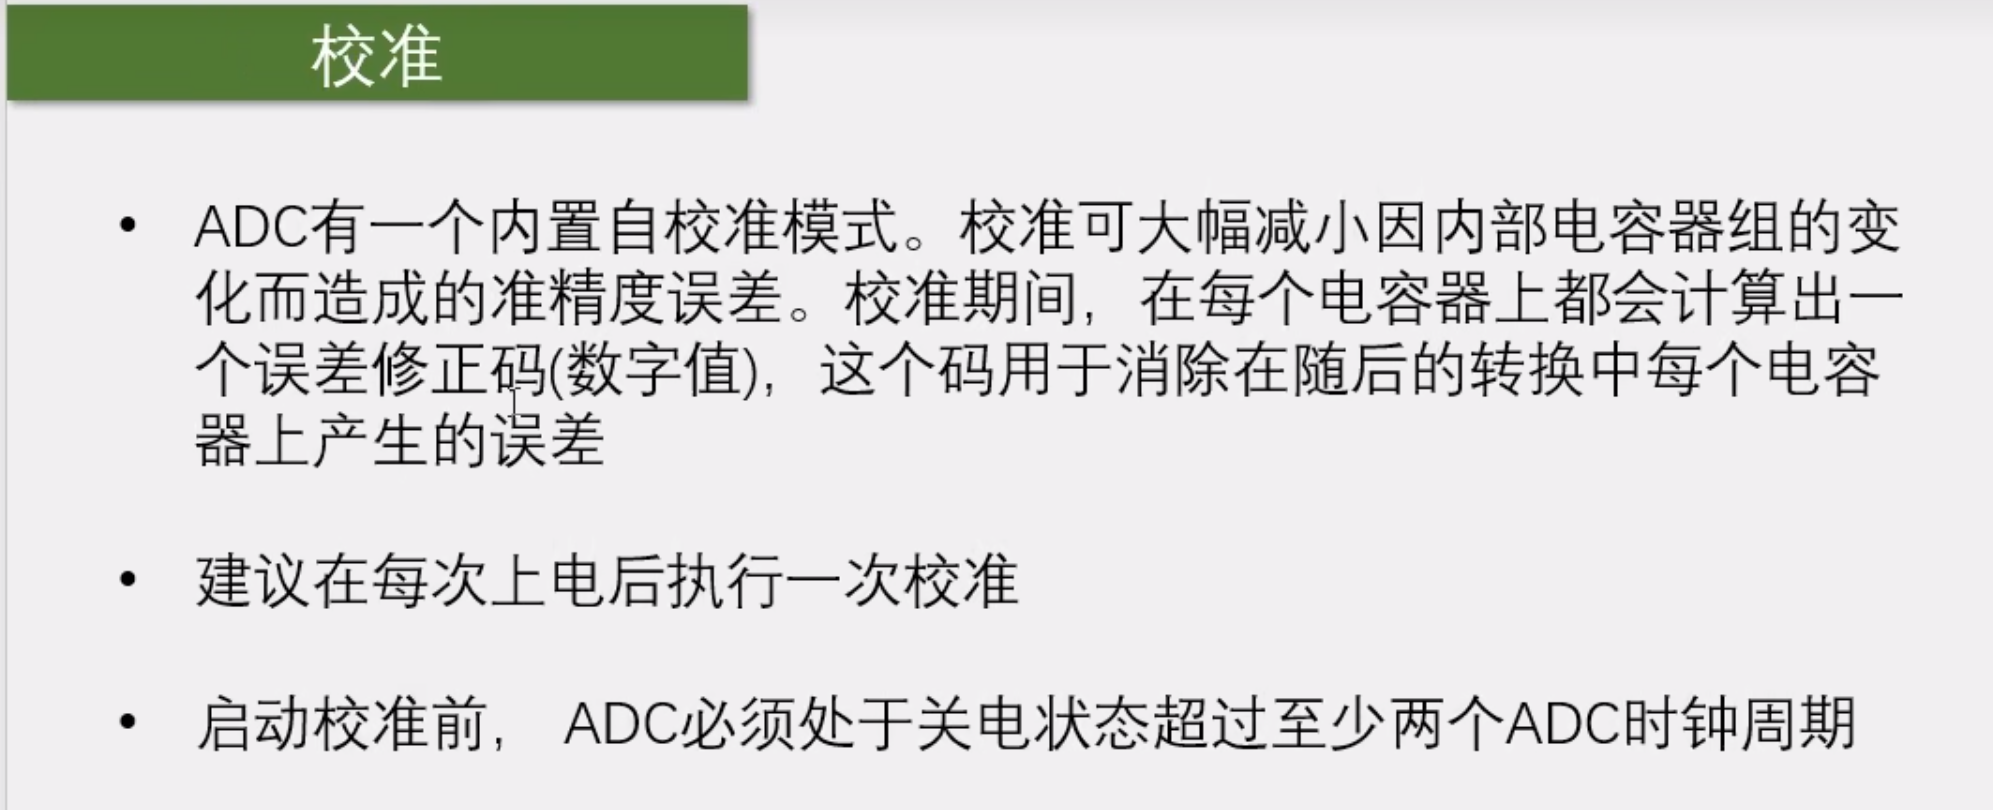 校准
• ADC有一个内置自校准模式。校准可大幅减小因内部电容器组的变
化而造成的准精度误差。校准期间，在每个电容器上都会计算出一
个误差修正码(数字值)，这个码用于消除在随后的转换中每个电容
器上产生的误差
• 建议在每次上电后执行一次校准
• 启动校准前， ADC必须处于关电状态超过至少两个ADC时钟周期